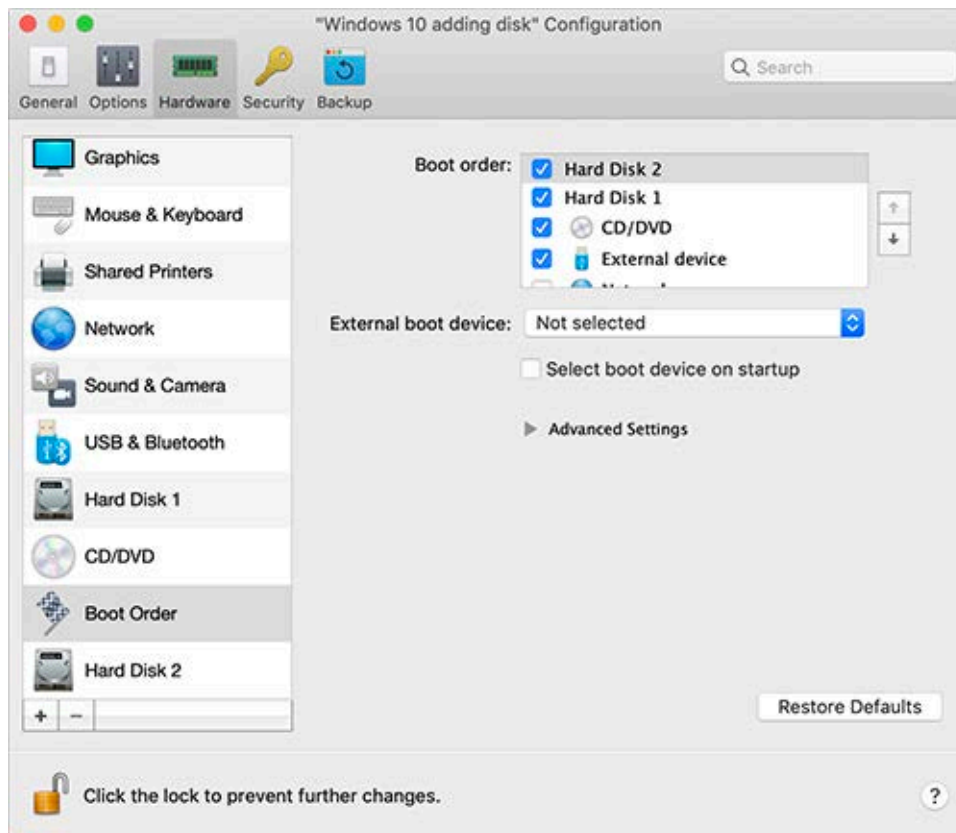 "Windows 10 adding disk" Configuration
General Options Hardware Security Backup
Search
Graphics
Mouse & Keyboard
Shared Printers
Network
Sound & Camera
USB & Bluetooth
Hard Disk 1
CD/DVD
Boot Order
Hard Disk 2
+ −
Boot order:
Hard Disk 2
Hard Disk 1
CD/DVD
External device
External boot device: Not selected
Select boot device on startup
Advanced Settings
Restore Defaults
Click the lock to prevent further changes.
?